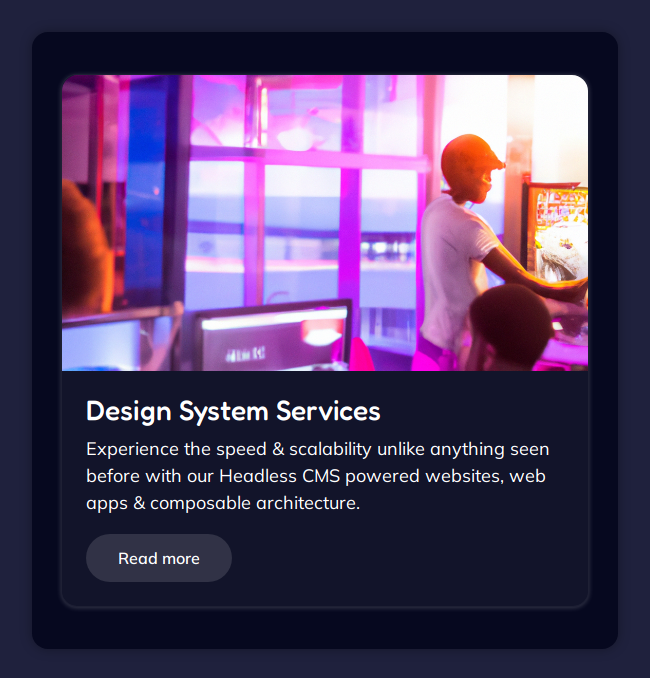 Design System Services
Experience the speed & scalability unlike anything seen
before with our Headless CMS powered websites, web
apps & composable architecture.
Read more